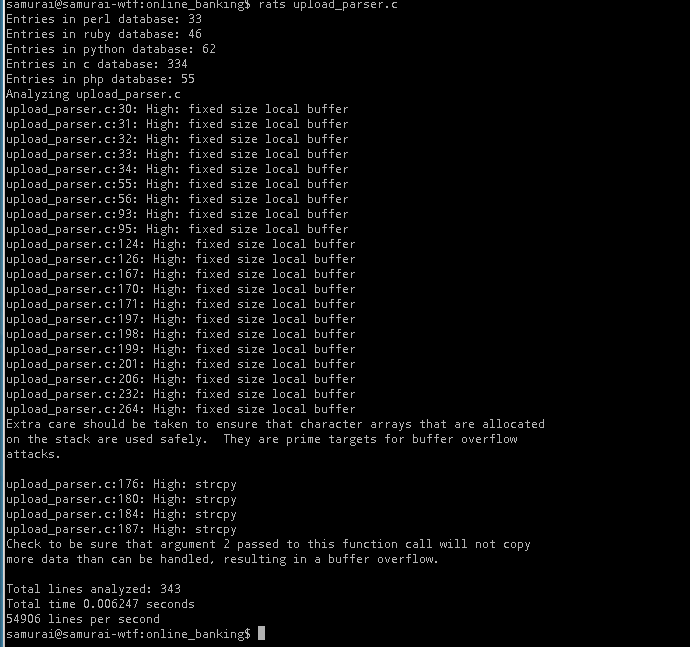 samurai@samurai-wtf:online_banking$ rats upload_parser.c
Entries in perl database: 33
Entries in ruby database: 46
Entries in python database: 62
Entries in c database: 334
Entries in php database: 55
Analyzing upload_parser.c
upload_parser.c:30: High: fixed size local buffer
upload_parser.c:31: High: fixed size local buffer
upload_parser.c:32: High: fixed size local buffer
upload_parser.c:33: High: fixed size local buffer
upload_parser.c:34: High: fixed size local buffer
upload_parser.c:55: High: fixed size local buffer
upload_parser.c:56: High: fixed size local buffer
upload_parser.c:93: High: fixed size local buffer
upload_parser.c:95: High: fixed size local buffer
upload_parser.c:124: High: fixed size local buffer
upload_parser.c:126: High: fixed size local buffer
upload_parser.c:167: High: fixed size local buffer
upload_parser.c:170: High: fixed size local buffer
upload_parser.c:171: High: fixed size local buffer
upload_parser.c:197: High: fixed size local buffer
upload_parser.c:198: High: fixed size local buffer
upload_parser.c:199: High: fixed size local buffer
upload_parser.c:201: High: fixed size local buffer
upload_parser.c:206: High: fixed size local buffer
upload_parser.c:232: High: fixed size local buffer
upload_parser.c:264: High: fixed size local buffer
Extra care should be taken to ensure that character arrays that are allocated
on the stack are used safely.  They are prime targets for buffer overflow
attacks.
upload_parser.c:176: High: strcpy
upload_parser.c:180: High: strcpy
upload_parser.c:184: High: strcpy
upload_parser.c:187: High: strcpy
Check to be sure that argument 2 passed to this function call will not copy
more data than can be handled, resulting in a buffer overflow.
Total lines analyzed: 343
Total time 0.006247 seconds
54906 lines per second
samurai@samurai-wtf:online_banking$